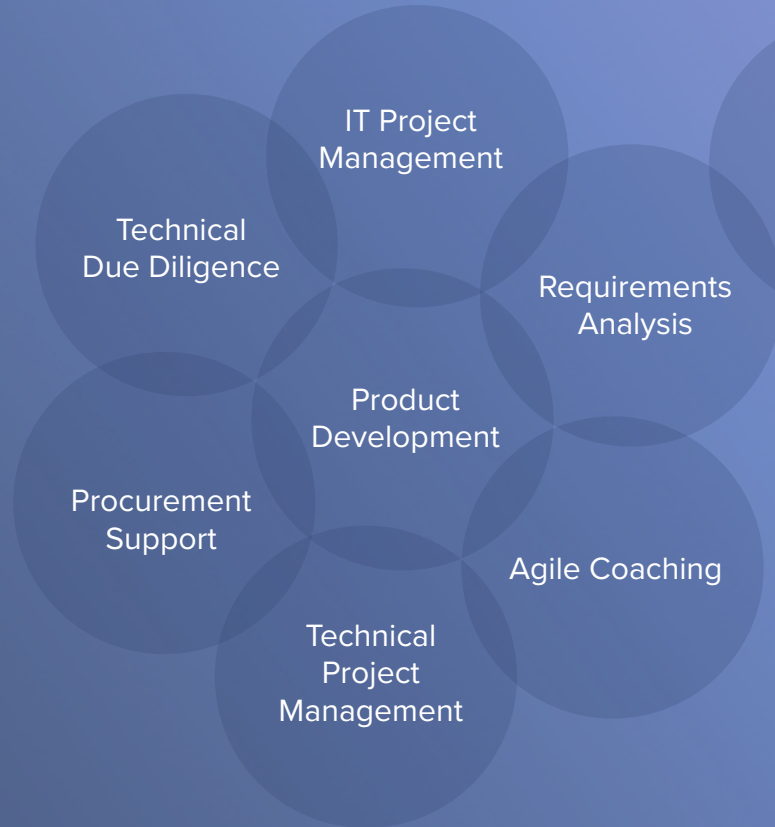 IT Project
Management
Technical
Due Diligence
Requirements
Analysis
Product
Development
Procurement
Support
Agile Coaching
Technical
Project
Management